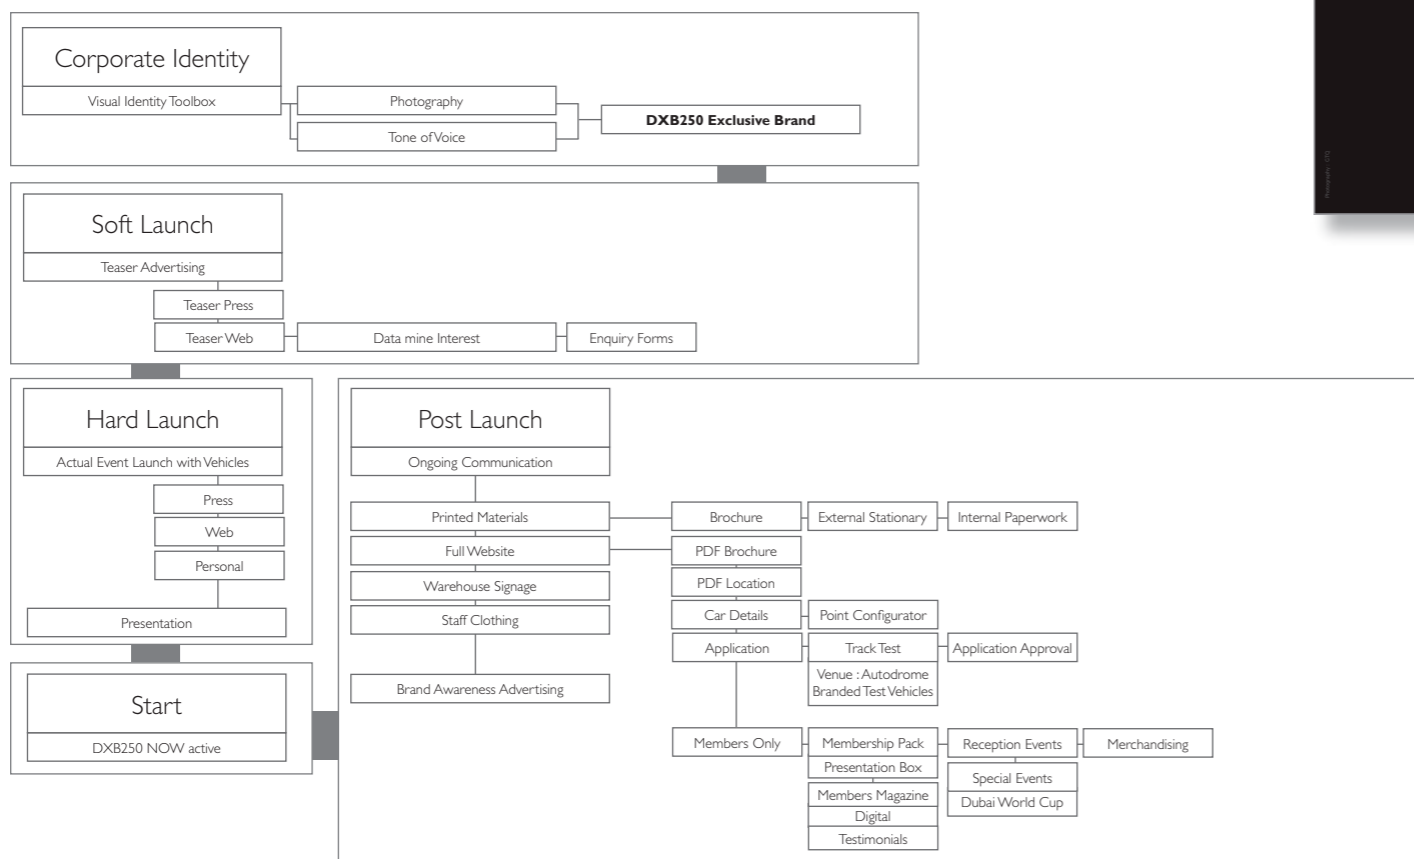 Corporate Identity
Visual Identity Toolbox
Photography
Tone of Voice
DXB250 Exclusive Brand
Soft Launch
Teaser Advertising
Teaser Press
Teaser Web
Data mine Interest
Enquiry Forms
Hard Launch
Actual Event Launch with Vehicles
Press
Web
Personal
Presentation
Start
DXB250 NOW active
Post Launch
Ongoing Communication
Printed Materials
Brochure
External Stationary
Internal Paperwork
Full Website
PDF Brochure
PDF Location
Warehouse Signage
Car Details
Point Configurator
Staff Clothing
Application
Track Test
Application Approval
Venue : Autodrome
Branded Test Vehicles
Brand Awareness Advertising
Members Only
Membership Pack
Reception Events
Merchandising
Presentation Box
Special Events
Members Magazine
Dubai World Cup
Digital
Testimonials